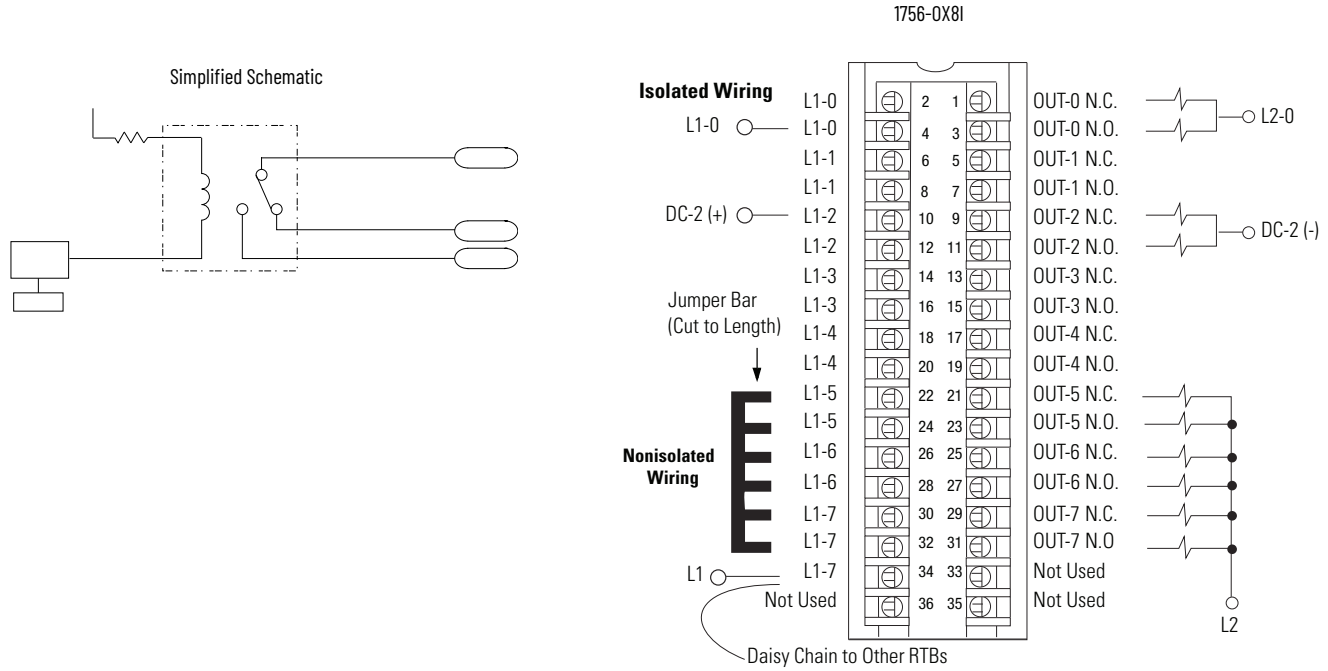 1756-OX8I
Simplified Schematic
Isolated Wiring
L1-0 2 1 OUT-0 N.C.
L1-0 L1-0 4 3 OUT-0 N.O. L2-0
L1-1 6 5 OUT-1 N.C.
L1-1 8 7 OUT-1 N.O.
DC-2 (+) L1-2 10 9 OUT-2 N.C. DC-2 (-)
L1-2 12 11 OUT-2 N.O.
L1-3 14 13 OUT-3 N.C.
Jumper Bar
(Cut to Length)
L1-3 16 15 OUT-3 N.O.
L1-4 18 17 OUT-4 N.C.
L1-4 20 19 OUT-4 N.O.
L1-5 22 21 OUT-5 N.C.
L1-5 24 23 OUT-5 N.O.
Nonisolated
Wiring
L1-6 26 25 OUT-6 N.C.
L1-6 28 27 OUT-6 N.O.
L1-7 30 29 OUT-7 N.C.
L1-7 32 31 OUT-7 N.O
L1 L1-7 34 33 Not Used
Not Used 36 35 Not Used
L2
Daisy Chain to Other RTBs